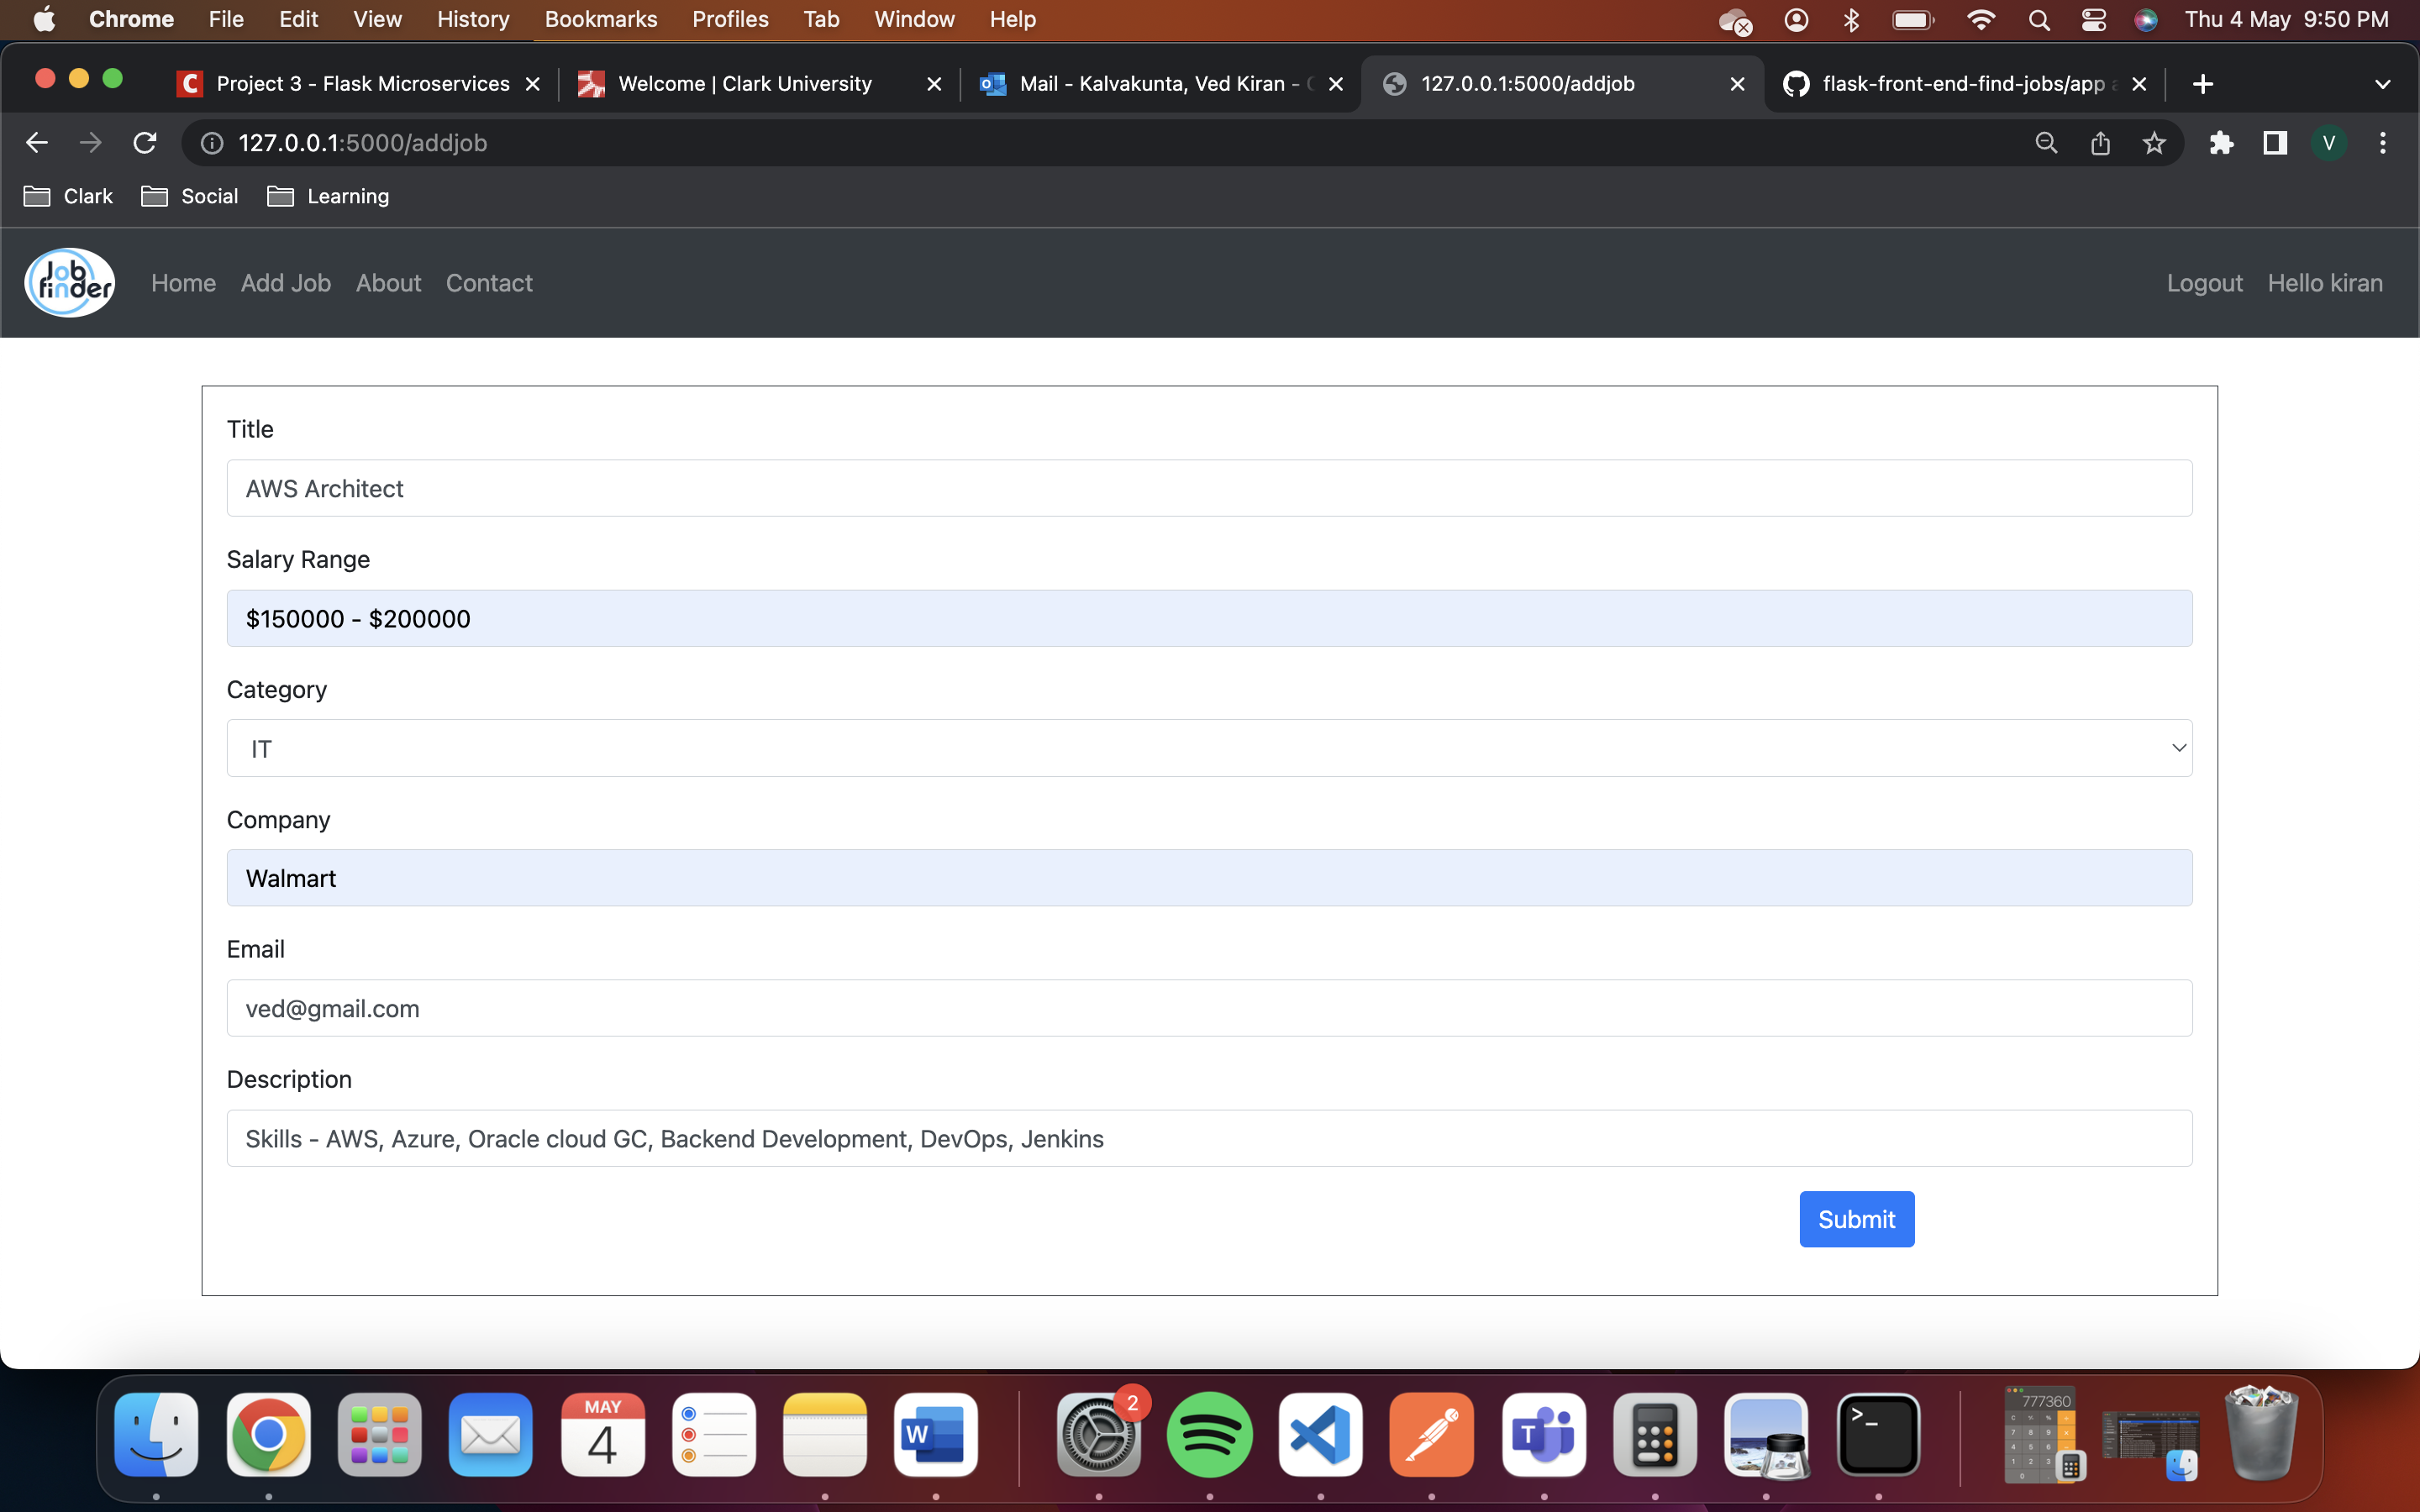 Chrome File Edit View History Bookmarks Profiles Tab Window Help Thu 4 May 9:50 PM
Project 3 - Flask Microservices Welcome | Clark University Mail - Kalvakunta, Ved Kiran - 127.0.0.1:5000/addjob flask-front-end-find-jobs/app
127.0.0.1:5000/addjob V
Clark Social Learning
Job finder Home Add Job About Contact Logout Hello kiran
Title
AWS Architect
Salary Range
$150000 - $200000
Category
IT
Company
Walmart
Email
ved@gmail.com
Description
Skills - AWS, Azure, Oracle cloud GC, Backend Development, DevOps, Jenkins
Submit
MAY 2 777360
4 W T >_